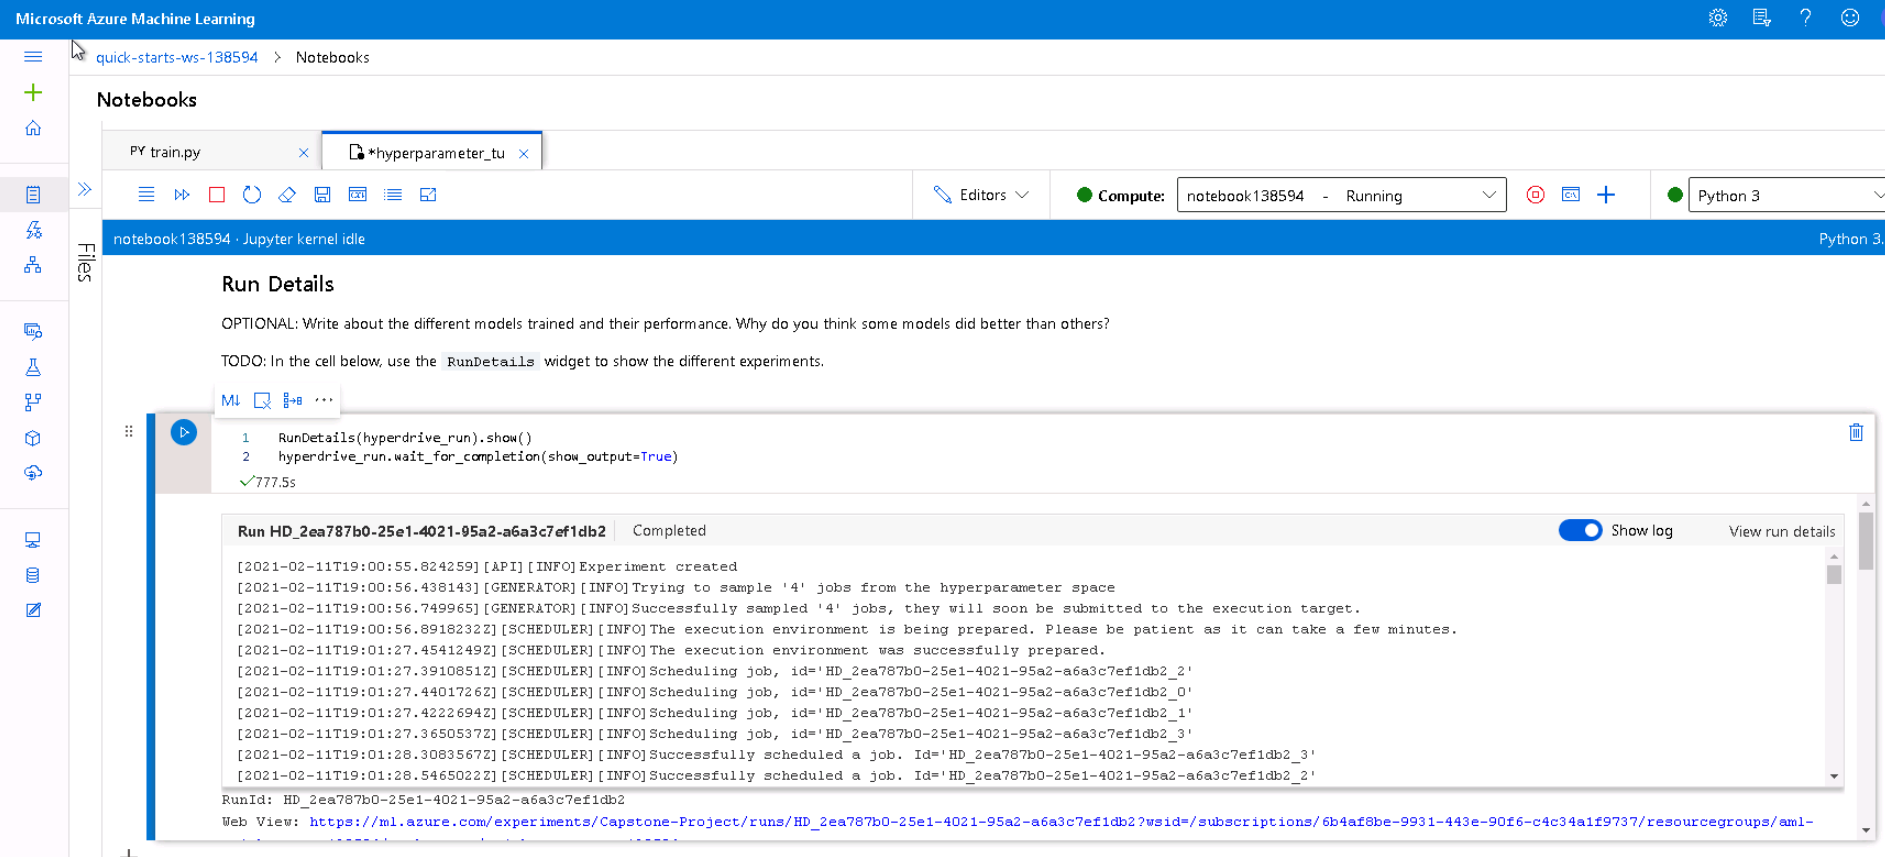 Microsoft Azure Machine Learning
quick-starts-ws-138594 > Notebooks
Notebooks
PY train.py
*hyperparameter_tu
Editors
Compute:
notebook138594 - Running
Python 3
notebook138594 · Jupyter kernel idle
Python 3.
Files
Run Details
OPTIONAL: Write about the different models trained and their performance. Why do you think some models did better than others?
TODO: In the cell below, use the RunDetails widget to show the different experiments.
M↓
1 RunDetails(hyperdrive_run).show()
2 hyperdrive_run.wait_for_completion(show_output=True)
777.5s
Run HD_2ea787b0-25e1-4021-95a2-a6a3c7ef1db2
Completed
Show log
View run details
[2021-02-11T19:00:55.824259][API][INFO]Experiment created
[2021-02-11T19:00:56.438143][GENERATOR][INFO]Trying to sample '4' jobs from the hyperparameter space
[2021-02-11T19:00:56.749965][GENERATOR][INFO]Successfully sampled '4' jobs, they will soon be submitted to the execution target.
[2021-02-11T19:00:56.8918232Z][SCHEDULER][INFO]The execution environment is being prepared. Please be patient as it can take a few minutes.
[2021-02-11T19:01:27.4541249Z][SCHEDULER][INFO]The execution environment was successfully prepared.
[2021-02-11T19:01:27.3910851Z][SCHEDULER][INFO]Scheduling job, id='HD_2ea787b0-25e1-4021-95a2-a6a3c7ef1db2_2'
[2021-02-11T19:01:27.4401726Z][SCHEDULER][INFO]Scheduling job, id='HD_2ea787b0-25e1-4021-95a2-a6a3c7ef1db2_0'
[2021-02-11T19:01:27.4222694Z][SCHEDULER][INFO]Scheduling job, id='HD_2ea787b0-25e1-4021-95a2-a6a3c7ef1db2_1'
[2021-02-11T19:01:27.3650537Z][SCHEDULER][INFO]Scheduling job, id='HD_2ea787b0-25e1-4021-95a2-a6a3c7ef1db2_3'
[2021-02-11T19:01:28.3083567Z][SCHEDULER][INFO]Successfully scheduled a job. Id='HD_2ea787b0-25e1-4021-95a2-a6a3c7ef1db2_3'
[2021-02-11T19:01:28.5465022Z][SCHEDULER][INFO]Successfully scheduled a job. Id='HD_2ea787b0-25e1-4021-95a2-a6a3c7ef1db2_2'
RunId: HD_2ea787b0-25e1-4021-95a2-a6a3c7ef1db2
Web View: https://ml.azure.com/experiments/Capstone-Project/runs/HD_2ea787b0-25e1-4021-95a2-a6a3c7ef1db2?wsid=/subscriptions/6b4af8be-9931-443e-90f6-c4c34a1f9737/resourcegroups/aml-